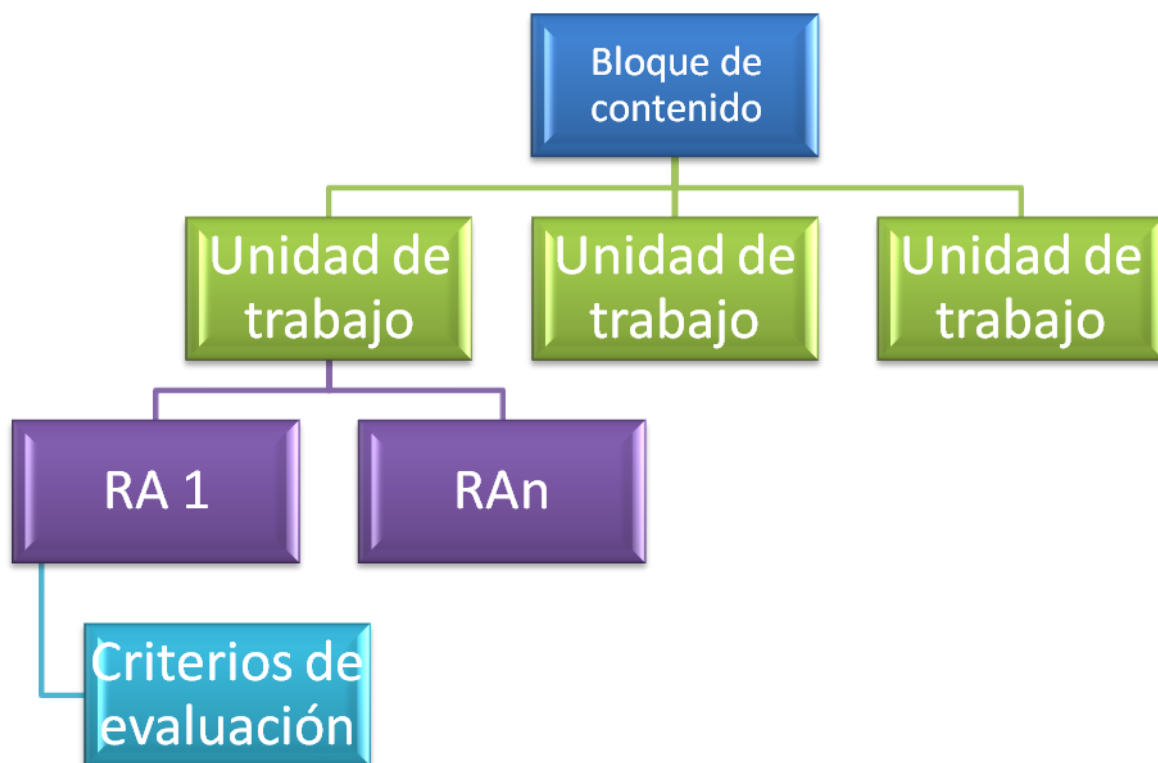 Bloque de
contenido
Unidad de
trabajo
Unidad de
trabajo
Unidad de
trabajo
RA 1
RAn
Criterios de
evaluación